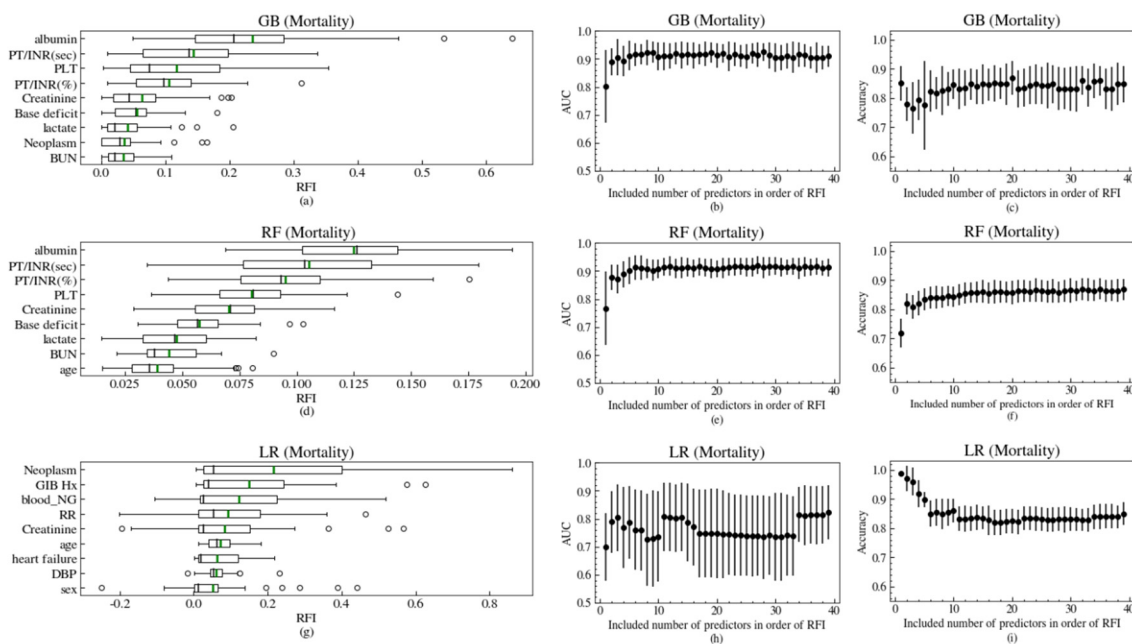 GB (Mortality)
albumin
PT/INR(sec)
PLT
PT/INR(%)
Creatinine
Base deficit
lactate
Neoplasm
BUN
0.0 0.1 0.2 0.3 0.4 0.5 0.6
RFI
(a)
GB (Mortality)
AUC
1.0
0.9
0.8
0.7
0.6
0.5
0 10 20 30 40
Included number of predictors in order of RFI
(b)
GB (Mortality)
Accuracy
1.0
0.9
0.8
0.7
0.6
0 10 20 30 40
Included number of predictors in order of RFI
(c)
RF (Mortality)
albumin
PT/INR(sec)
PT/INR(%)
PLT
Creatinine
Base deficit
lactate
BUN
age
0.025 0.050 0.075 0.100 0.125 0.150 0.175 0.200
RFI
(d)
RF (Mortality)
AUC
1.0
0.9
0.8
0.7
0.6
0.5
0 10 20 30 40
Included number of predictors in order of RFI
(e)
RF (Mortality)
Accuracy
1.0
0.9
0.8
0.7
0.6
0 10 20 30 40
Included number of predictors in order of RFI
(f)
LR (Mortality)
Neoplasm
GIB Hx
blood_NG
RR
Creatinine
age
heart failure
DBP
sex
-0.2 0.0 0.2 0.4 0.6 0.8
RFI
(g)
LR (Mortality)
AUC
1.0
0.9
0.8
0.7
0.6
0.5
0 10 20 30 40
Included number of predictors in order of RFI
(h)
LR (Mortality)
Accuracy
1.0
0.9
0.8
0.7
0.6
0 10 20 30 40
Included number of predictors in order of RFI
(i)